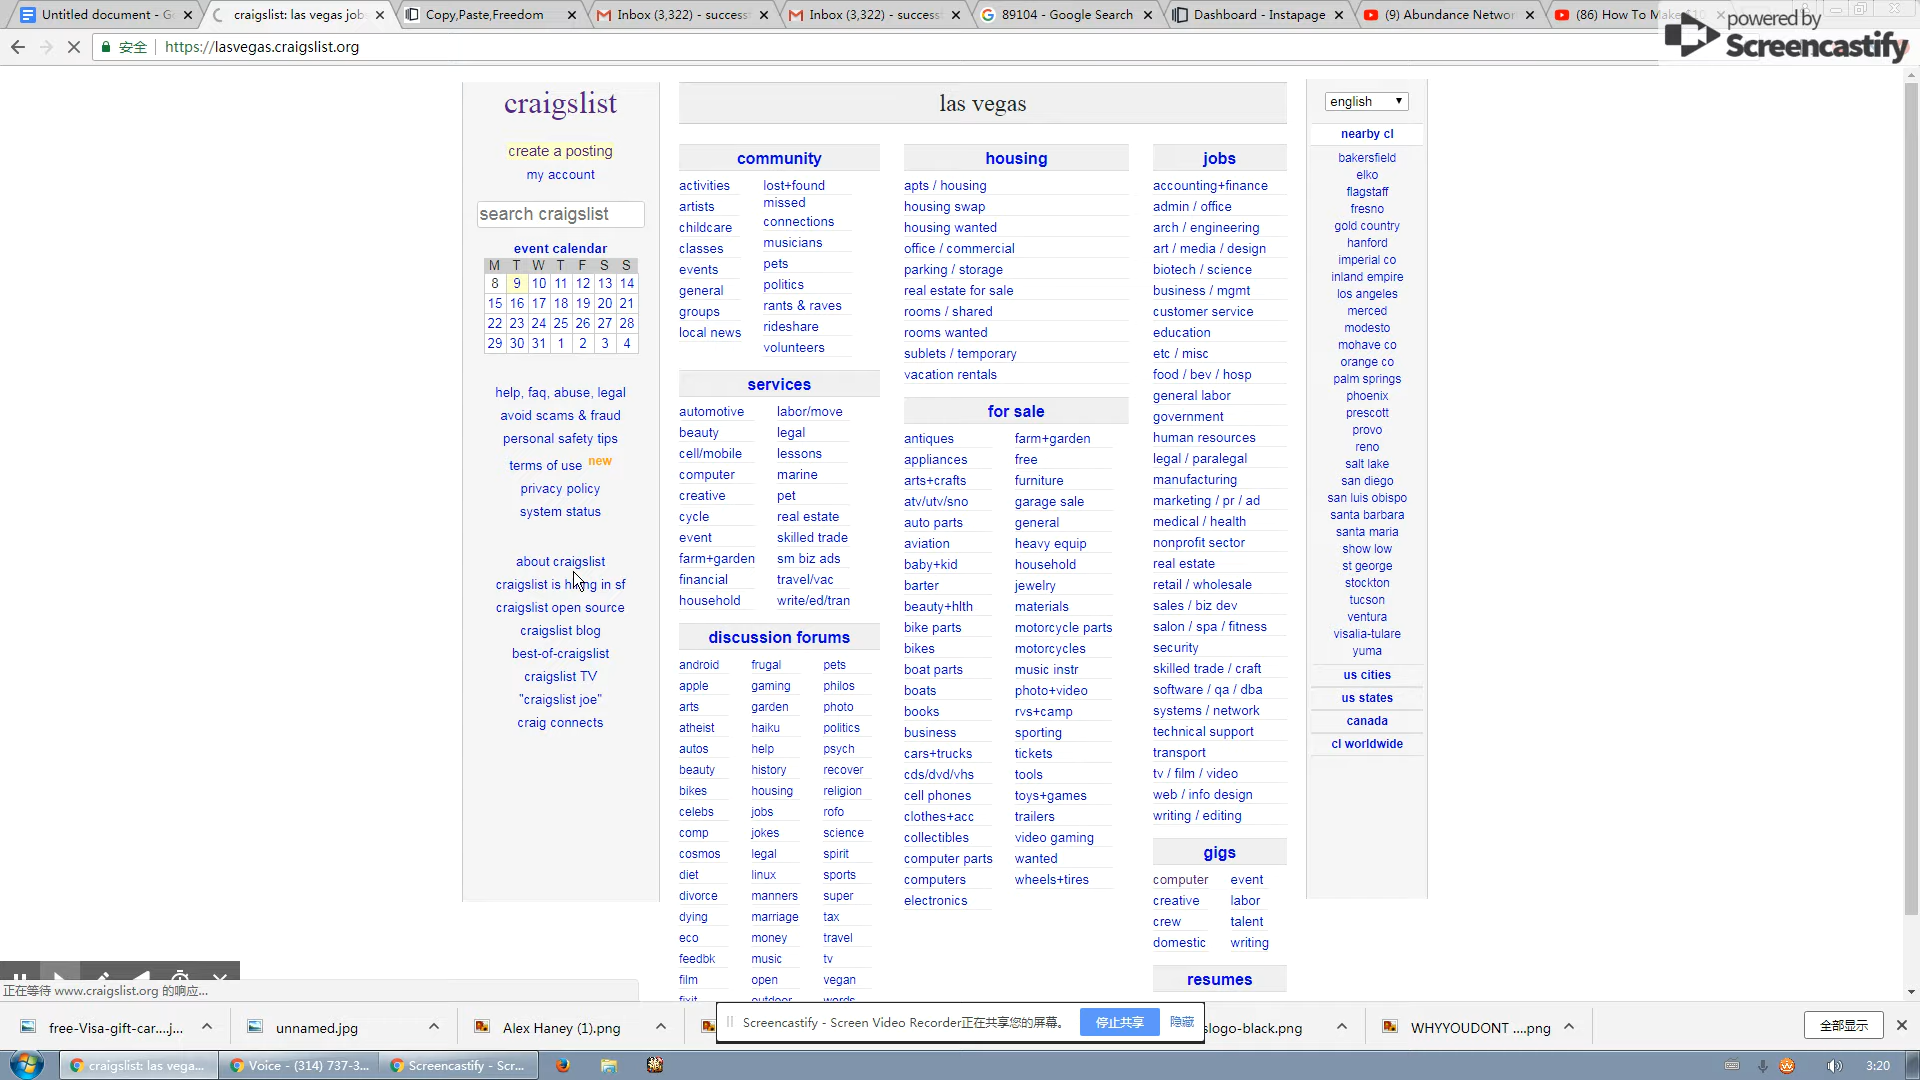 Untitled document - G
craigslist: las vegas job
Copy,Paste,Freedom
Inbox (3,322) - success
Inbox (3,322) - success
89104 - Google Search
Dashboard - Instapage
(9) Abundance Networ
(86) How To Make
powered by
Screencastify
安全
https://lasvegas.craigslist.org
craigslist
create a posting
my account
search craigslist
event calendar
M T W T F S S
8 9 10 11 12 13 14
15 16 17 18 19 20 21
22 23 24 25 26 27 28
29 30 31 1 2 3 4
help, faq, abuse, legal
avoid scams & fraud
personal safety tips
terms of use new
privacy policy
system status
about craigslist
craigslist is hiring in sf
craigslist open source
craigslist blog
best-of-craigslist
craigslist TV
"craigslist joe"
craig connects
las vegas
community
activities
artists
childcare
classes
events
general
groups
local news
lost+found
missed
connections
musicians
pets
politics
rants & raves
rideshare
volunteers
services
automotive
beauty
cell/mobile
computer
creative
cycle
event
farm+garden
financial
household
labor/move
legal
lessons
marine
pet
real estate
skilled trade
sm biz ads
travel/vac
write/ed/tran
discussion forums
android
apple
arts
atheist
autos
beauty
bikes
celebs
comp
cosmos
diet
divorce
dying
eco
feedbk
film
fixit
frugal
gaming
garden
haiku
help
history
housing
jobs
jokes
legal
linux
manners
marriage
money
music
open
outdoor
pets
philos
photo
politics
psych
recover
religion
rofo
science
spirit
sports
super
tax
travel
tv
vegan
words
housing
apts / housing
housing swap
housing wanted
office / commercial
parking / storage
real estate for sale
rooms / shared
rooms wanted
sublets / temporary
vacation rentals
for sale
antiques
appliances
arts+crafts
atv/utv/sno
auto parts
aviation
baby+kid
barter
beauty+hlth
bike parts
bikes
boat parts
boats
books
business
cars+trucks
cds/dvd/vhs
cell phones
clothes+acc
collectibles
computer parts
computers
electronics
farm+garden
free
furniture
garage sale
general
heavy equip
household
jewelry
materials
motorcycle parts
motorcycles
music instr
photo+video
rvs+camp
sporting
tickets
tools
toys+games
trailers
video gaming
wanted
wheels+tires
jobs
accounting+finance
admin / office
arch / engineering
art / media / design
biotech / science
business / mgmt
customer service
education
etc / misc
food / bev / hosp
general labor
government
human resources
legal / paralegal
manufacturing
marketing / pr / ad
medical / health
nonprofit sector
real estate
retail / wholesale
sales / biz dev
salon / spa / fitness
security
skilled trade / craft
software / qa / dba
systems / network
technical support
transport
tv / film / video
web / info design
writing / editing
gigs
computer
creative
crew
domestic
event
labor
talent
writing
resumes
english
nearby cl
bakersfield
elko
flagstaff
fresno
gold country
hanford
imperial co
inland empire
los angeles
merced
modesto
mohave co
orange co
palm springs
phoenix
prescott
provo
reno
salt lake
san diego
san luis obispo
santa barbara
santa maria
show low
st george
stockton
tucson
ventura
visalia-tulare
yuma
us cities
us states
canada
cl worldwide
正在等待 www.craigslist.org 的响应...
free-Visa-gift-car....j...
unnamed.jpg
Alex Haney (1).png
Screencastify - Screen Video Recorder正在共享您的屏幕。
停止共享
隐藏
slogo-black.png
WHYYOUDONT ....png
全部显示
craigslist: las vega...
Voice - (314) 737-3...
Screencastify - Scr...
3:20